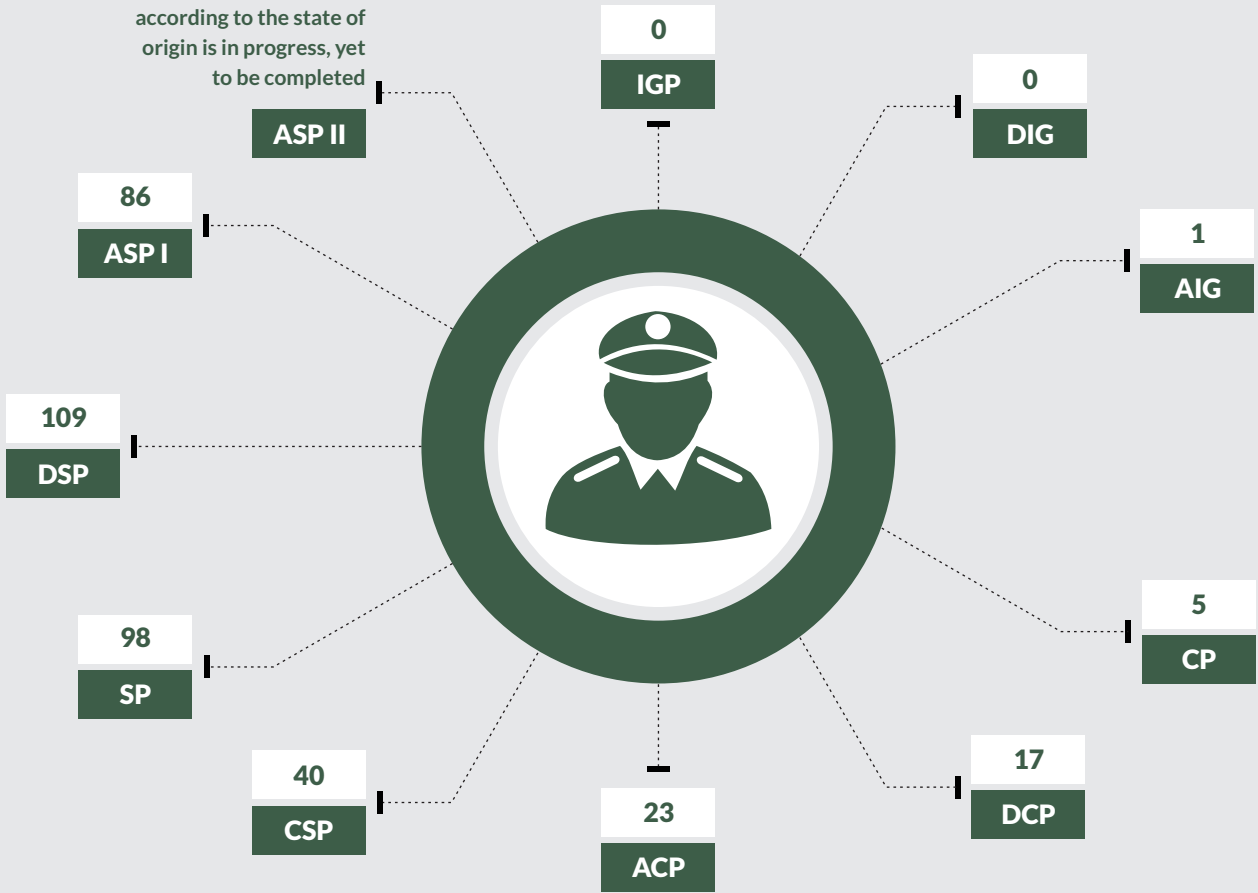 according to the state of
origin is in progress, yet
to be completed
ASP II
0
IGP
0
DIG
86
ASP I
1
AIG
109
DSP
5
CP
98
SP
17
DCP
40
CSP
23
ACP